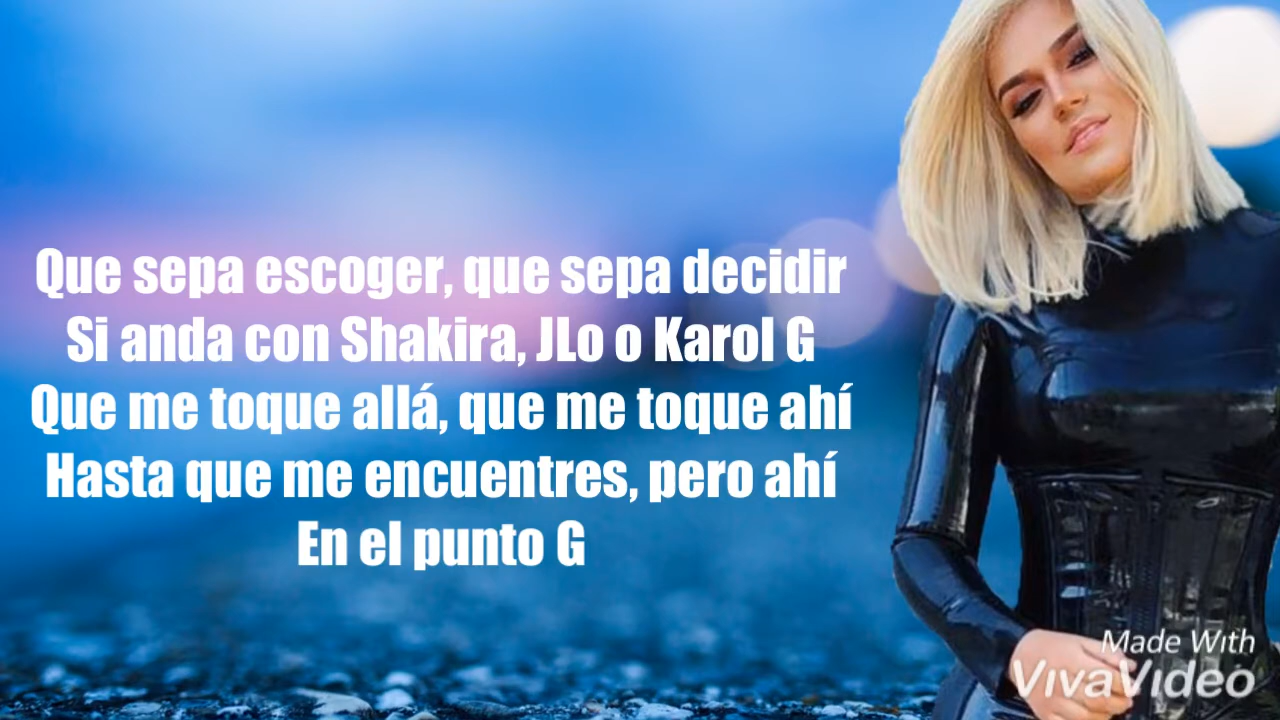 Que sepa escoger, que sepa decidir
Si anda con Shakira, JLo o Karol G
Que me toque allá, que me toque ahí
Hasta que me encuentres, pero ahí
En el punto G
Made With
VivaVideo